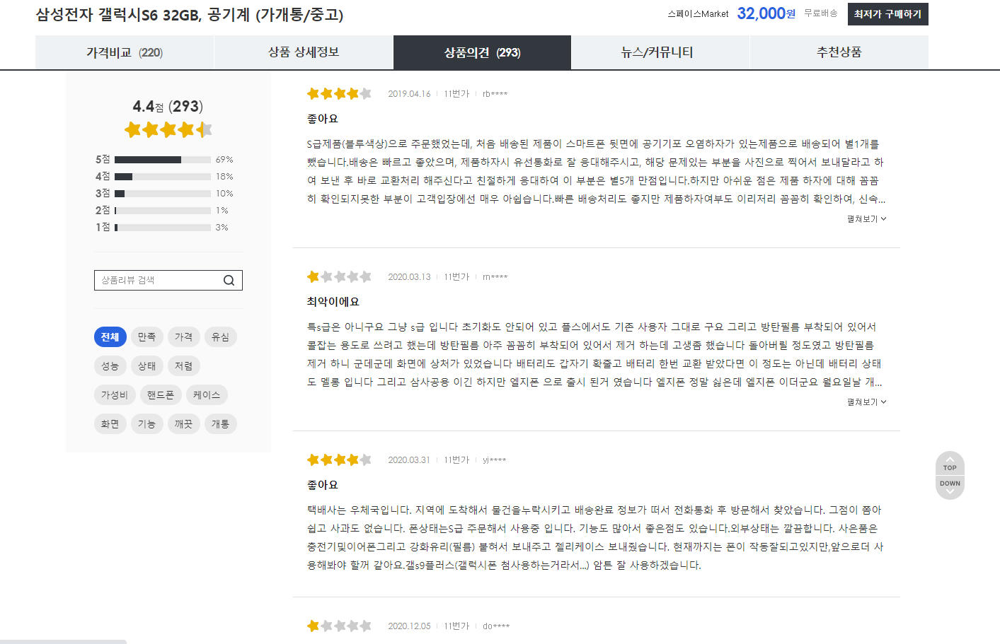 삼성전자 갤럭시S6 32GB, 공기계 (가개통/중고)
스페이스Market 32,000원 무료배송 최저가 구매하기
가격비교 (220) 상품 상세정보 상품의견 (293) 뉴스/커뮤니티 추천상품
4.4점 (293)
5점 69%
4점 18%
3점 10%
2점 1%
1점 3%
상품리뷰 검색
전체 만족 가격 유심
성능 상태 저렴
가성비 핸드폰 케이스
화면 기능 깨끗 개통
2019.04.16 11번가 rb****
좋아요
S급제품(블루색상)으로 주문했었는데, 처음 배송된 제품이 스마트폰 뒷면에 공기기포 오염하자가 있는제품으로 배송되어 별1개를
뺐습니다.배송은 빠르고 좋았으며, 제품하자시 유선통화로 잘 응대해주시고, 해당 문제있는 부분을 사진으로 찍어서 보내달라고 하
여 보낸 후 바로 교환처리 해주신다고 친절하게 응대하여 이 부분은 별5개 만점입니다.하지만 아쉬운 점은 제품 하자에 대해 꼼꼼
히 확인되지못한 부분이 고객입장에선 매우 아쉽습니다.빠른 배송처리도 좋지만 제품하자여부도 이리저리 꼼꼼히 확인하여, 신속...
펼쳐보기
2020.03.13 11번가 rn****
최악이에요
특s급은 아니구요 그냥 s급 입니다 초기화도 안되어 있고 플스에서도 기존 사용자 그대로 구요 그리고 방탄필름 부착되어 있어서
콜잡는 용도로 쓰려고 했는데 방탄필름 아주 꼼꼼히 부착되어 있어서 제거 하는데 고생좀 했습니다 돌아버릴 정도였고 방탄필름
제거 하니 군데군데 화면에 상처가 있었습니다 배터리도 갑자기 확줄고 배터리 한번 교환 받았다면 이 정도는 아닌데 배터리 상태
도 멜롱 입니다 그리고 삼사공용 이긴 하지만 엘지폰 으로 출시 된거 였습니다 엘지폰 정말 싫은데 엘지폰 이더군요 월요일날 개...
펼쳐보기
2020.03.31 11번가 yj****
좋아요
택배사는 우체국입니다. 지역에 도착해서 물건을누락시키고 배송완료 정보가 떠서 전화통화 후 방문해서 찾았습니다. 그점이 쫌아
쉽고 사과도 없습니다. 폰상태는S급 주문해서 사용중 입니다. 기능도 많아서 좋은점도 있습니다.외부상태는 깔끔합니다. 사은품은
충전기및이어폰그리고 강화유리(필름) 붙혀서 보내주고 젤리케이스 보내줬습니다. 현재까지는 폰이 작동잘되고있지만,앞으로더 사
용해봐야 할꺼 같아요.갤s9플러스(갤럭시폰 첨사용하는거라서...) 암튼 잘 사용하겠습니다.
TOP
DOWN
2020.12.05 11번가 do****